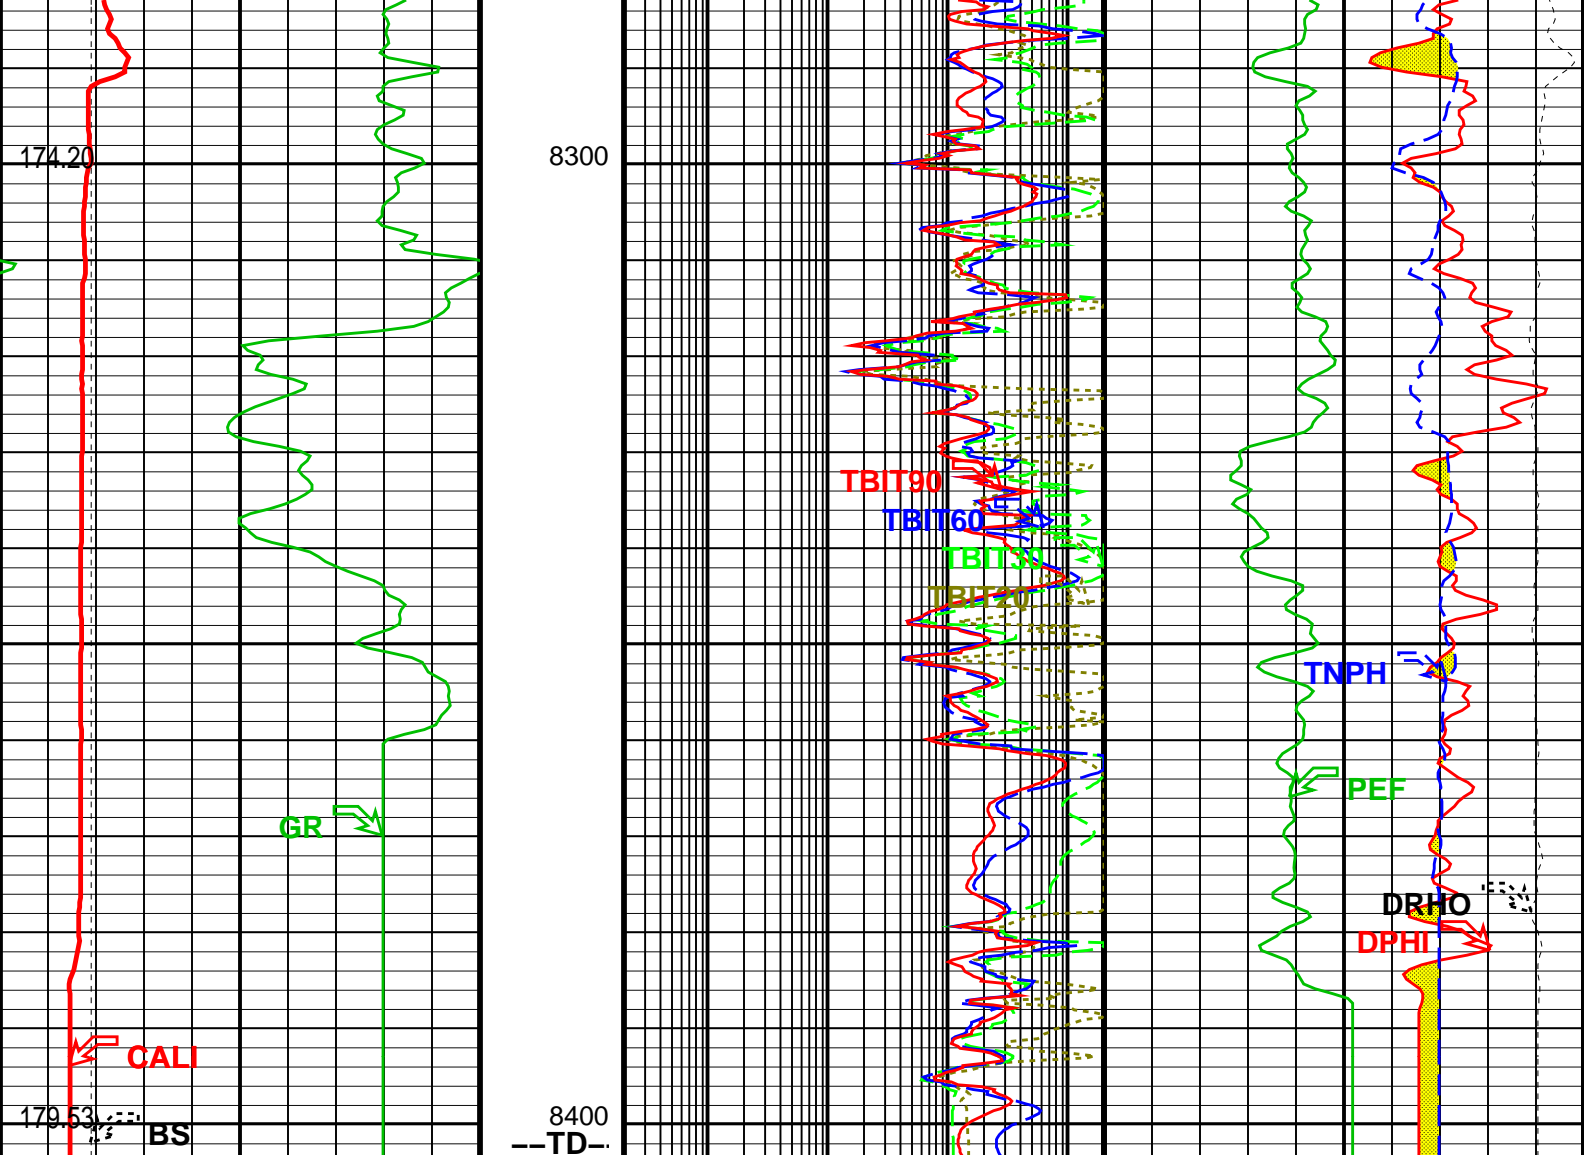 174.20
8300
TBIT90
TBIT60
TBIT30
TBIT20
TNPH
PEF
GR
DRHO
DPHI
CALI
179.53
BS
8400
--TD-